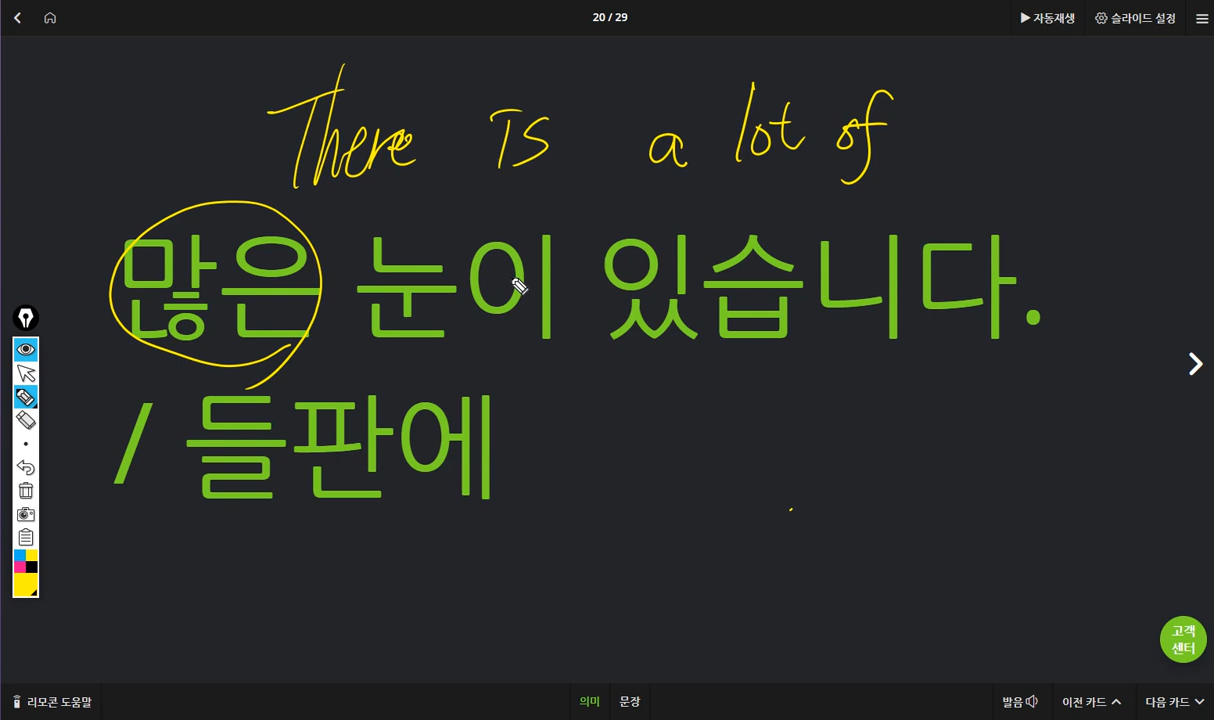 20 / 29
▶ 자동재생
슬라이드 설정
There is a lot of
많은 눈이 있습니다.
/ 들판에
고객
센터
리모콘 도움말
의미
문장
발음
이전 카드
다음 카드